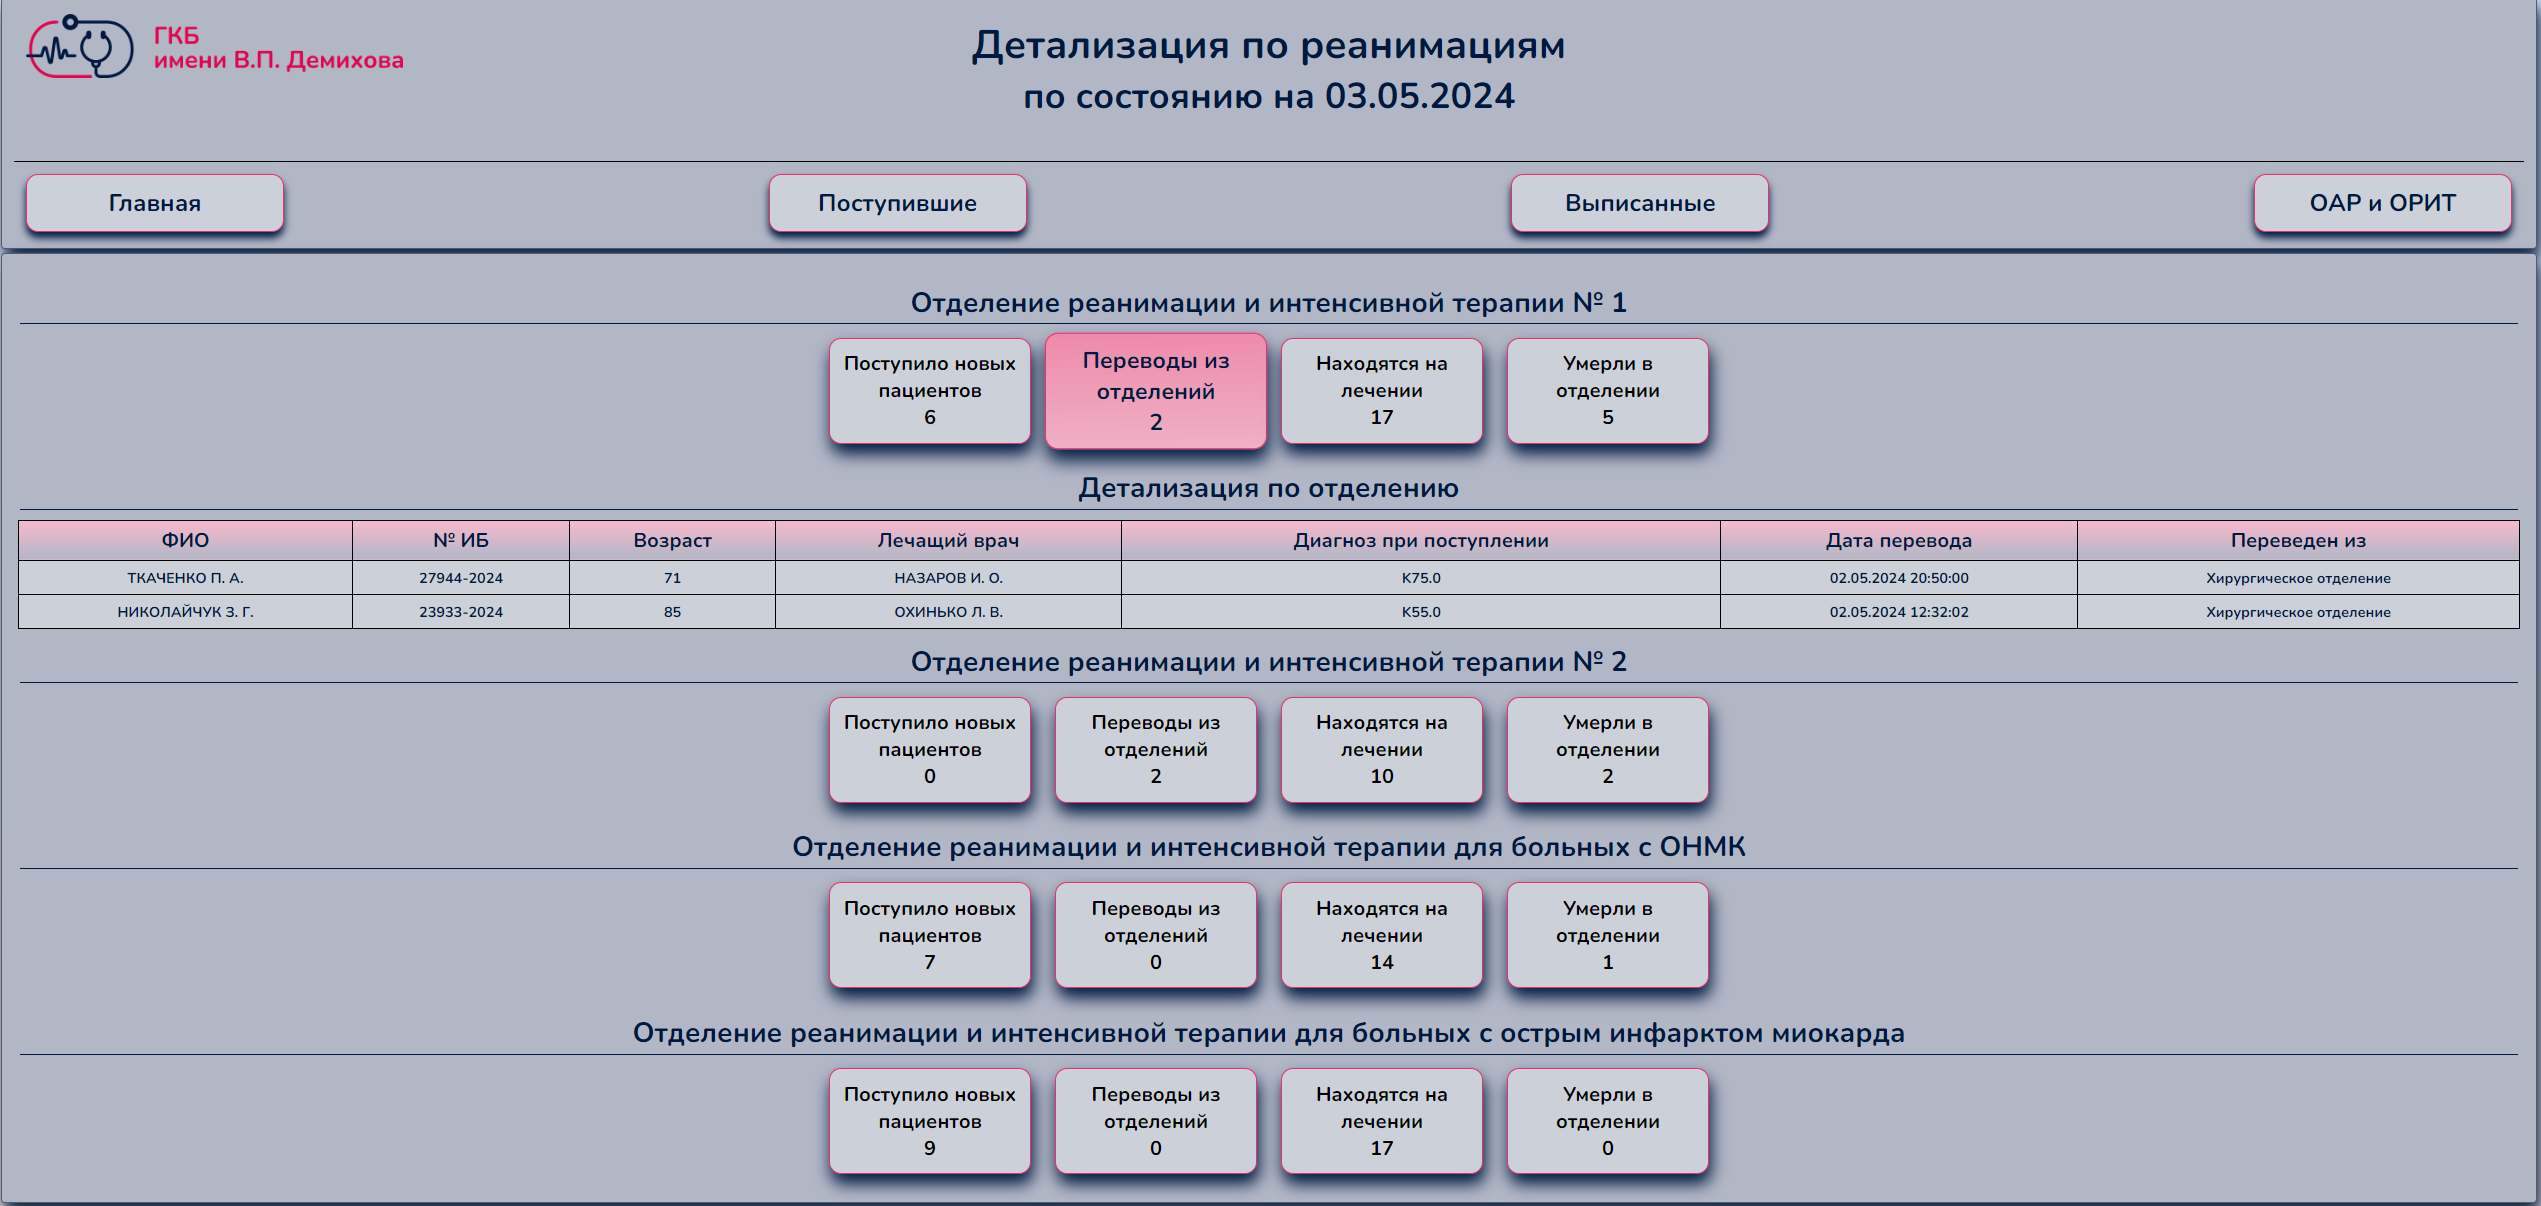 ГКБ
имени В.П. Демихова
Детализация по реанимациям
по состоянию на 03.05.2024
Главная
Поступившие
Выписанные
ОАР и ОРИТ
Отделение реанимации и интенсивной терапии № 1
Поступило новых
пациентов
6
Переводы из
отделений
2
Находятся на
лечении
17
Умерли в
отделении
5
Детализация по отделению
ФИО № ИБ Возраст Лечащий врач Диагноз при поступлении Дата перевода Переведен из
ТКАЧЕНКО П. А. 27944-2024 71 НАЗАРОВ И. О. K75.0 02.05.2024 20:50:00 Хирургическое отделение
НИКОЛАЙЧУК З. Г. 23933-2024 85 ОХИНЬКО Л. В. K55.0 02.05.2024 12:32:02 Хирургическое отделение
Отделение реанимации и интенсивной терапии № 2
Поступило новых
пациентов
0
Переводы из
отделений
2
Находятся на
лечении
10
Умерли в
отделении
2
Отделение реанимации и интенсивной терапии для больных с ОНМК
Поступило новых
пациентов
7
Переводы из
отделений
0
Находятся на
лечении
14
Умерли в
отделении
1
Отделение реанимации и интенсивной терапии для больных с острым инфарктом миокарда
Поступило новых
пациентов
9
Переводы из
отделений
0
Находятся на
лечении
17
Умерли в
отделении
0